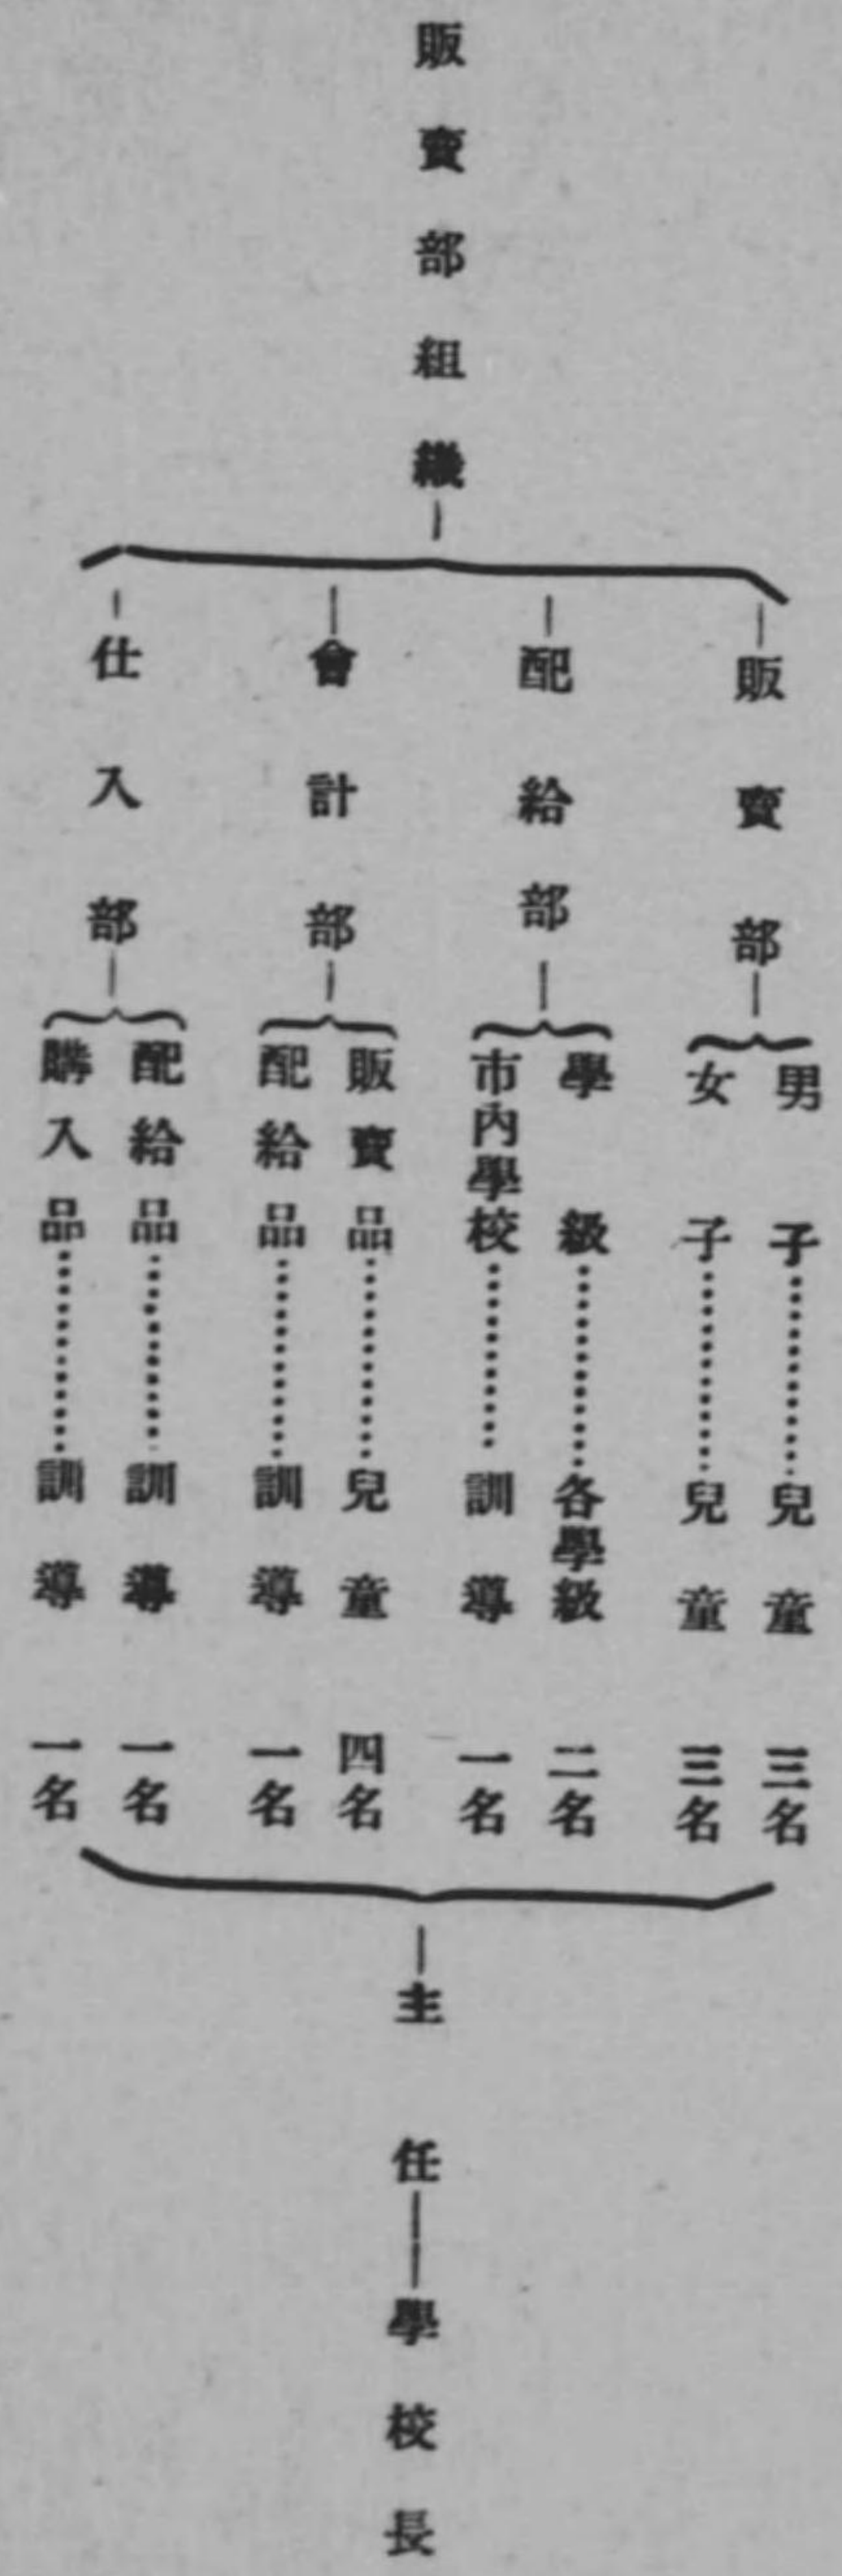 販賣部組織
販賣部
男子……兒童 三名
女子……兒童 三名
配給部
學級……各學級 二名
市內學校……訓導 一名
會計部
販賣品……兒童 四名
配給品……訓導 一名
仕入部
配給品……訓導 一名
購入品……訓導 一名
主任
學校長